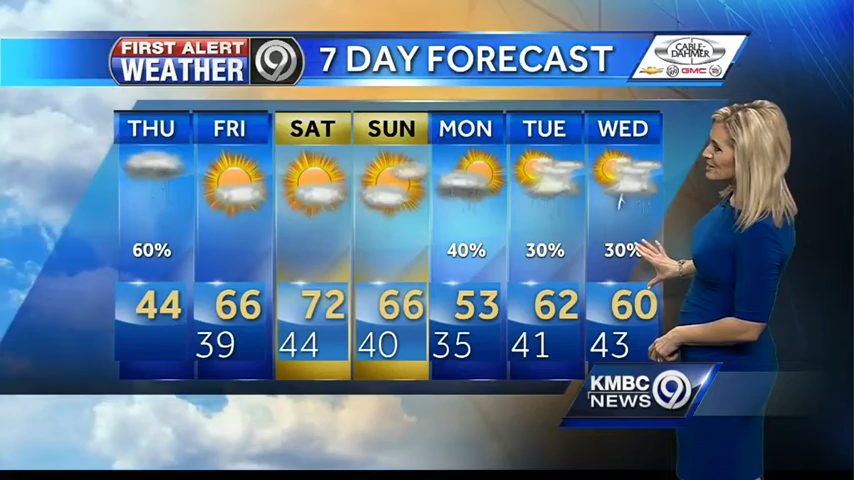 FIRST ALERT
WEATHER 9
7 DAY FORECAST
CABLE-DAHMER
GMC
THU FRI SAT SUN MON TUE WED
60% 40% 30% 30%
44 66 72 66 53 62 60
39 44 40 35 41 43
KMBC 9
NEWS